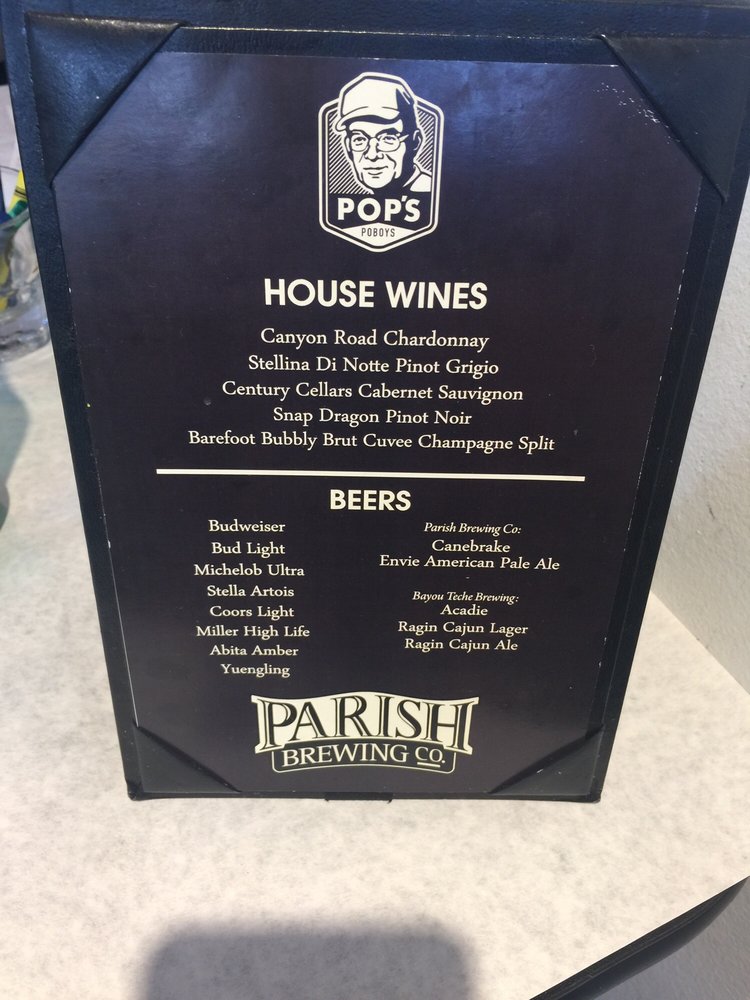 POP'S
POBOYS
HOUSE WINES
Canyon Road Chardonnay
Stellina Di Notte Pinot Grigio
Century Cellars Cabernet Sauvignon
Snap Dragon Pinot Noir
Barefoot Bubbly Brut Cuvee Champagne Split
BEERS
Budweiser
Bud Light
Michelob Ultra
Stella Artois
Coors Light
Miller High Life
Abita Amber
Yuengling
Parish Brewing Co:
Canebrake
Envie American Pale Ale
Bayou Teche Brewing:
Acadie
Ragin Cajun Lager
Ragin Cajun Ale
PARISH
BREWING CO.